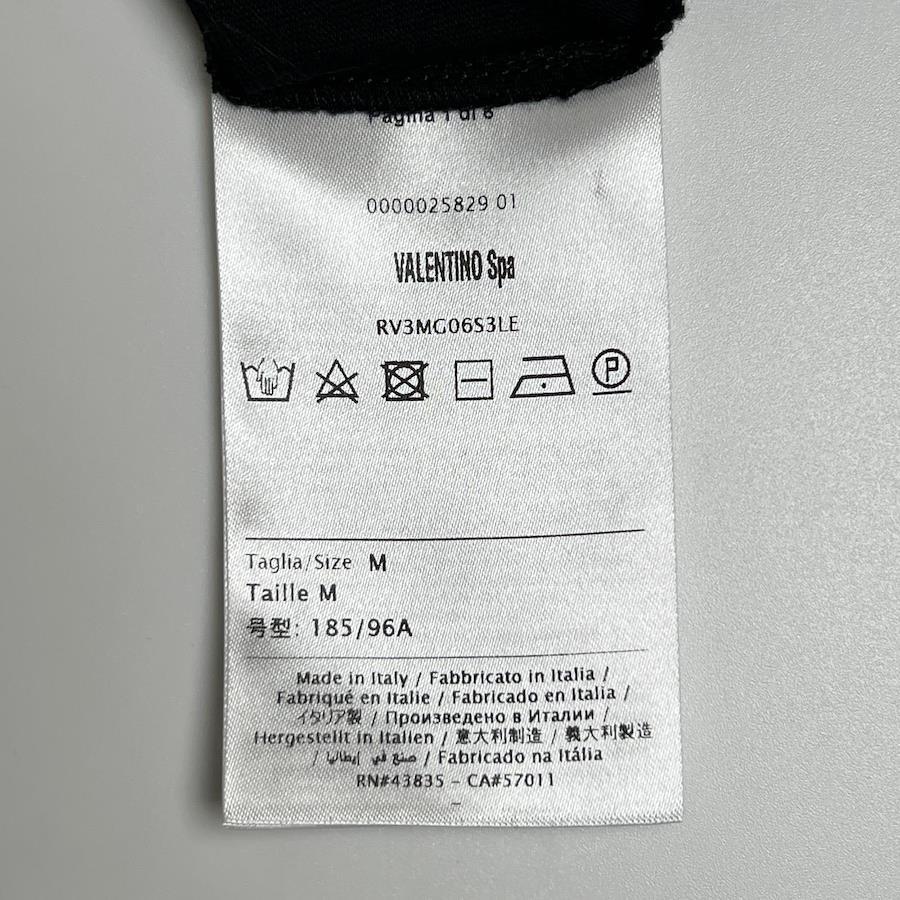 Pagina 1 di 8
0000025829 01
VALENTINO Spa
RV3MG06S3LE
P
Taglia/Size M
Taille M
号型: 185/96A
Made in Italy / Fabbricato in Italia /
Fabriqué en Italie / Fabricado en Italia /
イタリア製 / Произведено в Италии /
Hergestellt in Italien / 意大利制造 / 義大利製造
/ صنع في إيطاليا / Fabricado na Itália
RN#43835 - CA#57011
-